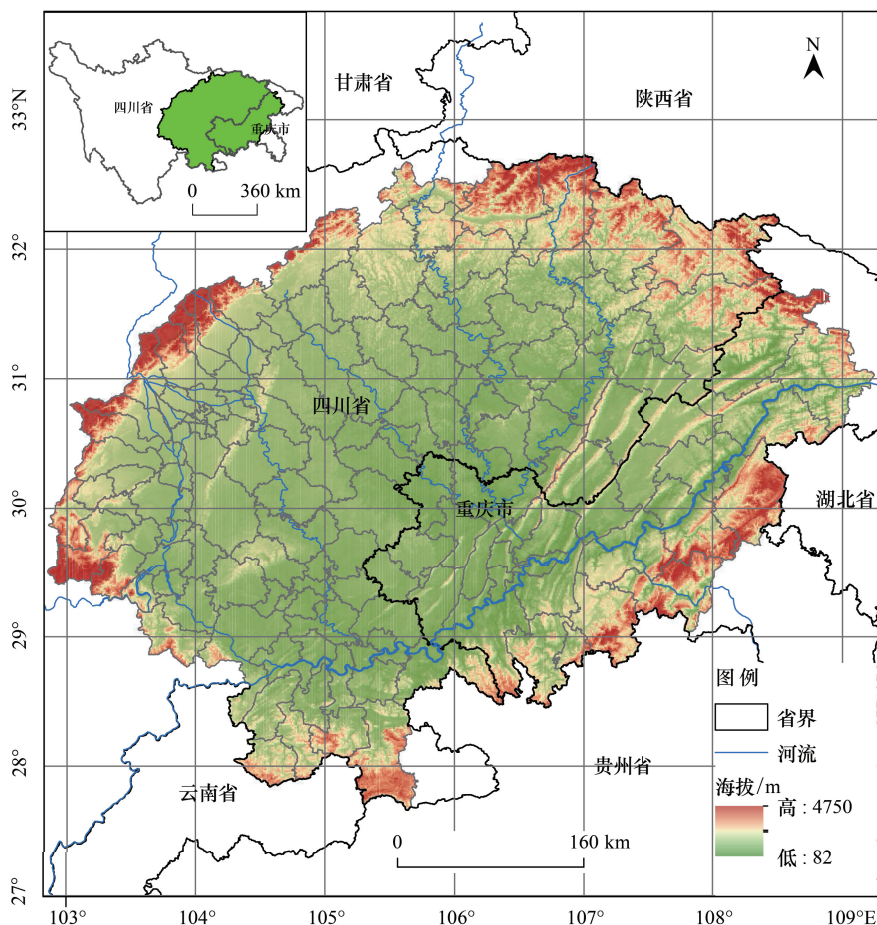 甘肃省
陕西省
N
四川省
重庆市
0 360 km
33°N
32°
31°
30°
29°
28°
27°
四川省
重庆市
湖北省
云南省
贵州省
0 160 km
图例
省界
河流
海拔/m
高:4750
低:82
103° 104° 105° 106° 107° 108° 109°E